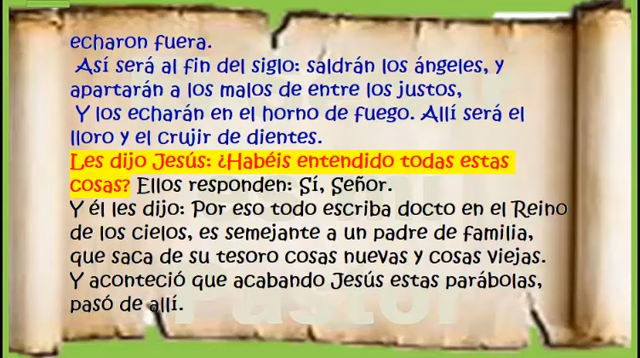 echaron fuera.
Así será al fin del siglo: saldrán los ángeles, y
apartarán a los malos de entre los justos,
Y los echarán en el horno de fuego. Allí será el
lloro y el crujir de dientes.
Les dijo Jesús: ¿Habéis entendido todas estas
cosas? Ellos responden: Sí, Señor.
Y él les dijo: Por eso todo escriba docto en el Reino
de los cielos, es semejante a un padre de familia,
que saca de su tesoro cosas nuevas y cosas viejas.
Y aconteció que acabando Jesús estas parábolas,
pasó de allí.
Pastor